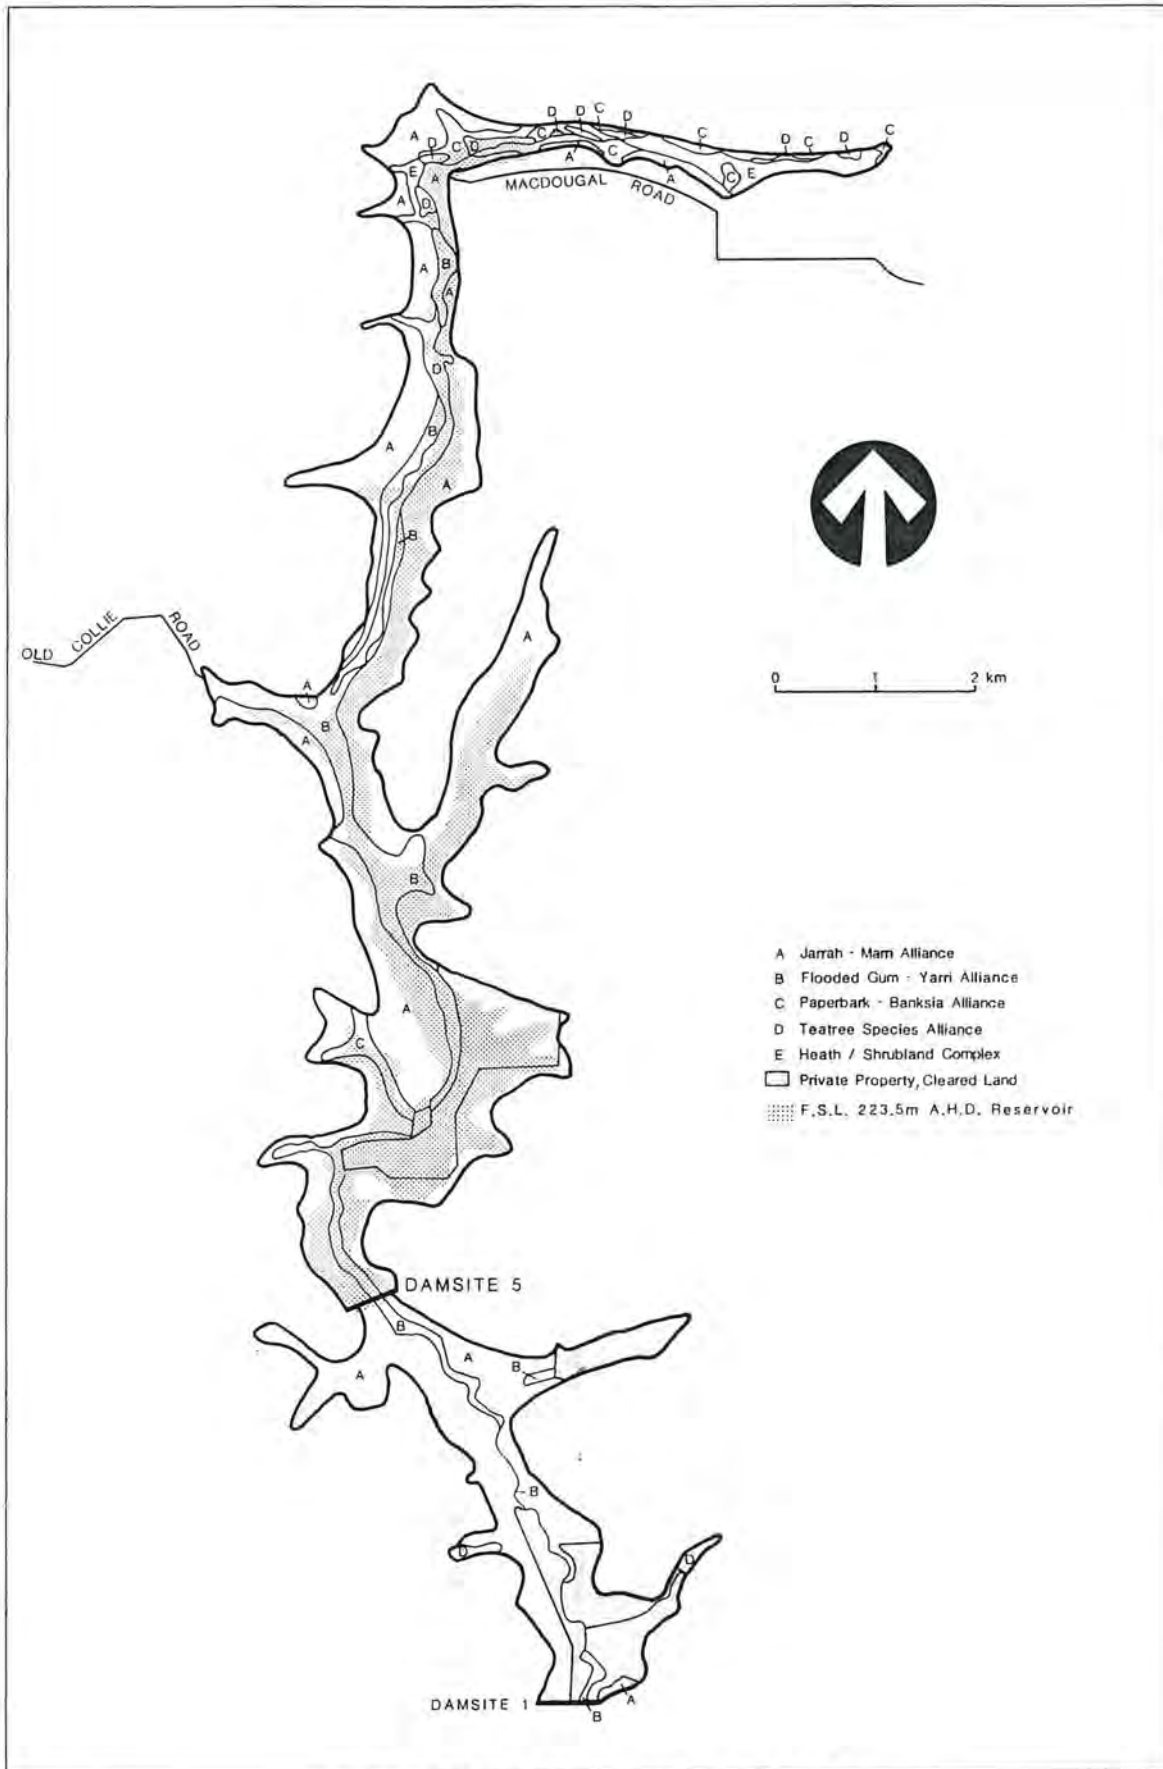 D D C D
C D C D C
A D C D C A C A C E
E A
MACDOUGAL ROAD
A D
A B
A
D
B
A A
B
OLD COLLIE ROAD
A
A
B
A
0 1 2 km
B
A Jarrah - Marri Alliance
B Flooded Gum - Yarri Alliance
C Paperbark - Banksia Alliance
D Teatree Species Alliance
E Heath / Shrubland Complex
Private Property, Cleared Land
F.S.L. 223.5m A.H.D. Reservoir
A
C
DAMSITE 5
B
A
B
A
B
D
D
DAMSITE 1
A
B